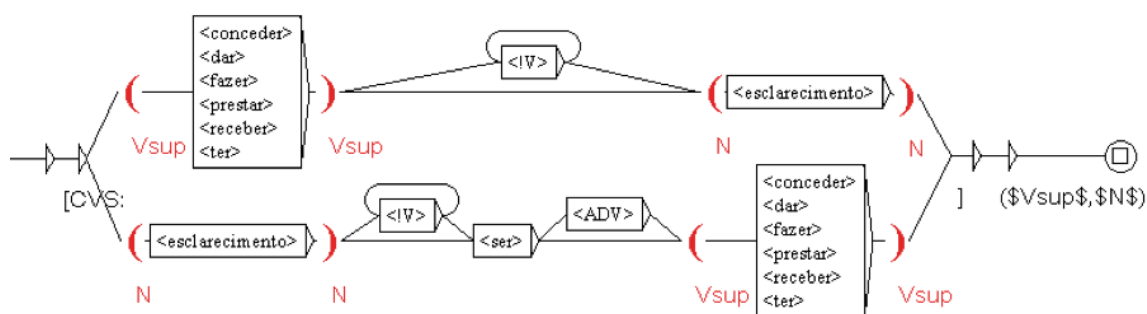 <conceder>
<dar>
<fazer>
<prestar>
<receber>
<ter>
( Vsup ) Vsup
<!V>
( <esclarecimento> )
N N
[CVS:
] ($Vsup$,$N$)
( <esclarecimento> )
N N
<!V>
<ser>
<ADV>
<conceder>
<dar>
<fazer>
<prestar>
<receber>
<ter>
( Vsup ) Vsup